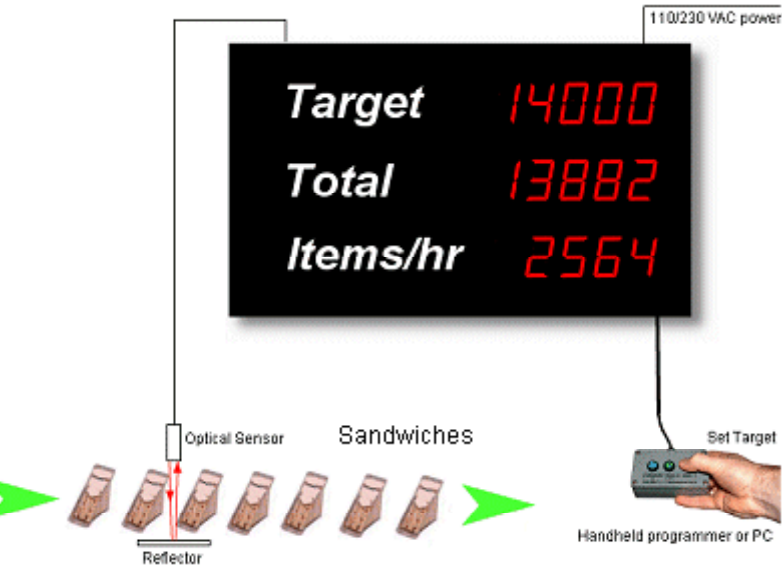 110/230 VAC power
Target 14000
Total 13882
Items/hr 2564
Optical Sensor
Sandwiches
Set Target
Reflector
Handheld programmer or PC